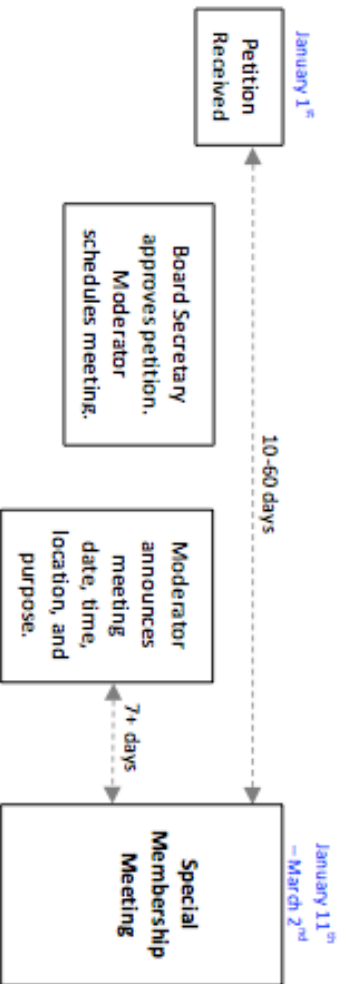 January 1st
Petition
Received
10-60 days
Board Secretary
approves petition.
Moderator
schedules meeting.
Moderator
announces
meeting
date, time,
location, and
purpose.
7+ days
January 11th
– March 2nd
Special
Membership
Meeting